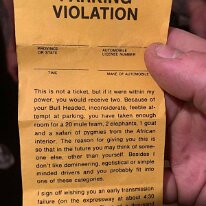 PARKING
VIOLATION
PROVINCE
OR STATE
AUTOMOBILE
LICENSE NUMBER
TIME
MAKE OF AUTOMOBILE
This is not a ticket, but if it were within my
power, you would receive two. Because of
your Bull Headed, inconsiderate, feeble at-
tempt at parking, you have taken enough
room for a 20 mule team, 2 elephants, 1 goat
and a safari of pygmies from the African
interior. The reason for giving you this is
so that in the future you may think of some-
one else, other than yourself. Besides I
don't like domineering, egotistical or simple
minded drivers and you probably fit into
one of these categories.
I sign off wishing you an early transmission
failure (on the expressway at about 4:30